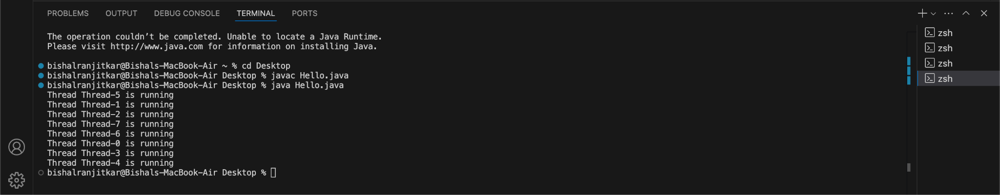 PROBLEMS OUTPUT DEBUG CONSOLE TERMINAL PORTS
The operation couldn’t be completed. Unable to locate a Java Runtime.
Please visit http://www.java.com for information on installing Java.
bishalranjitkar@Bishals-MacBook-Air ~ % cd Desktop
bishalranjitkar@Bishals-MacBook-Air Desktop % javac Hello.java
bishalranjitkar@Bishals-MacBook-Air Desktop % java Hello.java
Thread Thread-5 is running
Thread Thread-1 is running
Thread Thread-2 is running
Thread Thread-7 is running
Thread Thread-6 is running
Thread Thread-0 is running
Thread Thread-3 is running
Thread Thread-4 is running
bishalranjitkar@Bishals-MacBook-Air Desktop %
zsh
zsh
zsh
zsh